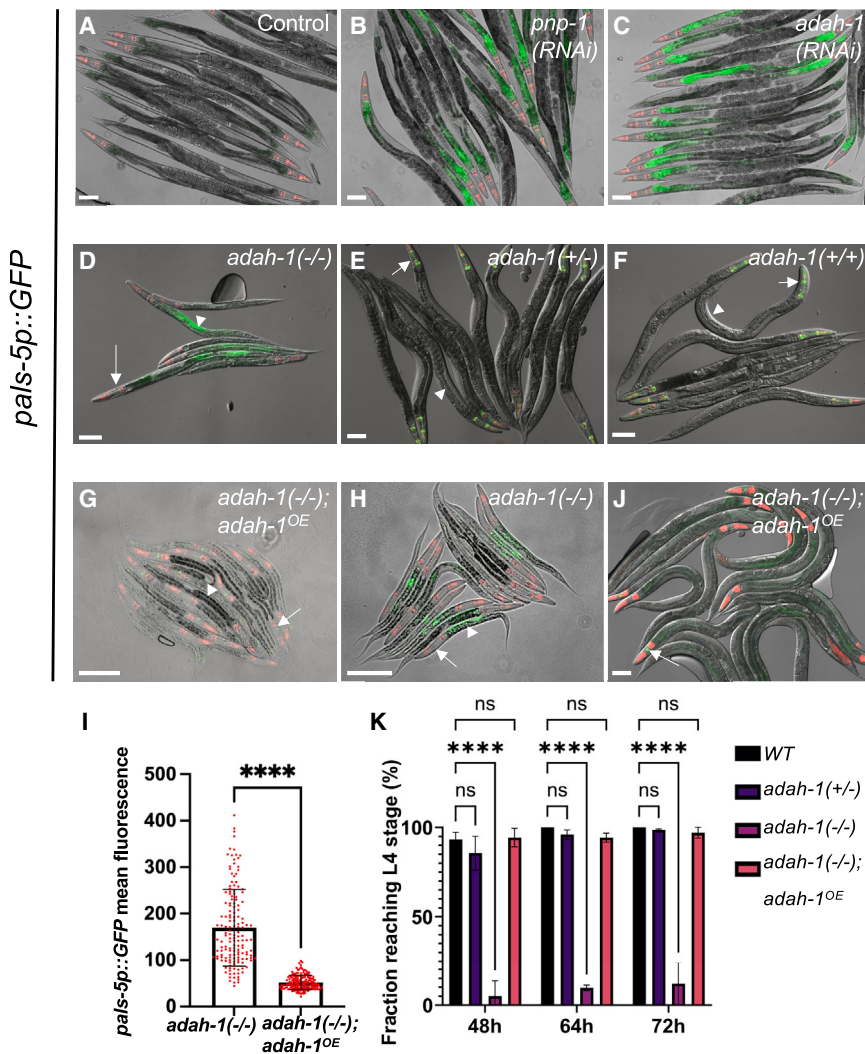 pals-5p::GFP
A
Control
B
pnp-1
(RNAi)
C
adah-1
(RNAi)
D
adah-1(-/-)
E
adah-1(+/-)
F
adah-1(+/+)
G
adah-1(-/-);
adah-1OE
H
adah-1(-/-)
J
adah-1(-/-);
adah-1OE
I
pals-5p::GFP mean fluorescence
500
400
300
200
100
0
****
adah-1(-/-)
adah-1(-/-);
adah-1OE
K
Fraction reaching L4 stage (%)
100
50
0
ns
****
ns
ns
****
ns
ns
****
ns
48h
64h
72h
WT
adah-1(+/-)
adah-1(-/-)
adah-1(-/-);
adah-1OE